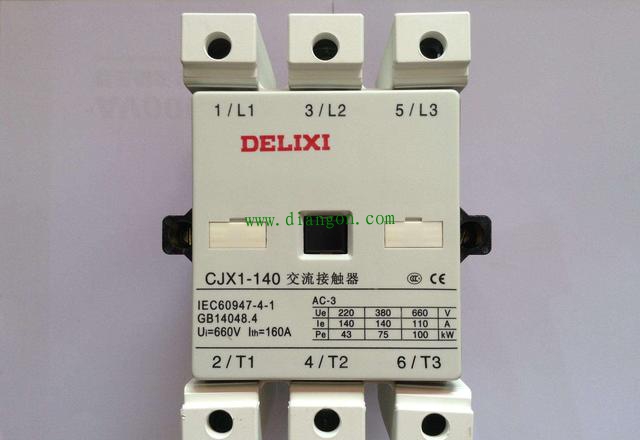 1/L1 3/L2 5/L3
DELIXI
www.diangon.com
CJX1-140 交流接触器 CCC CE
IEC60947-4-1
GB14048.4
Ui=660V Ith=160A
AC-3
Ue 220 380 660 V
Ie 140 140 110 A
Pe 43 75 100 kW
2/T1 4/T2 6/T3